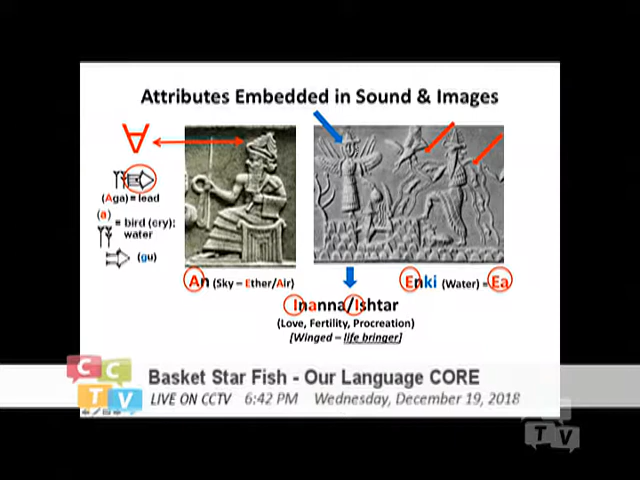 Attributes Embedded in Sound & Images
∀
(Aga) = lead
(a) = bird (cry);
water
(gu)
An (Sky – Ether/Air)
Enki (Water) = Ea
Inanna/Ishtar
(Love, Fertility, Procreation)
[Winged – life bringer]
CCTV
Basket Star Fish - Our Language CORE
LIVE ON CCTV 6:42 PM Wednesday, December 19, 2018
TV